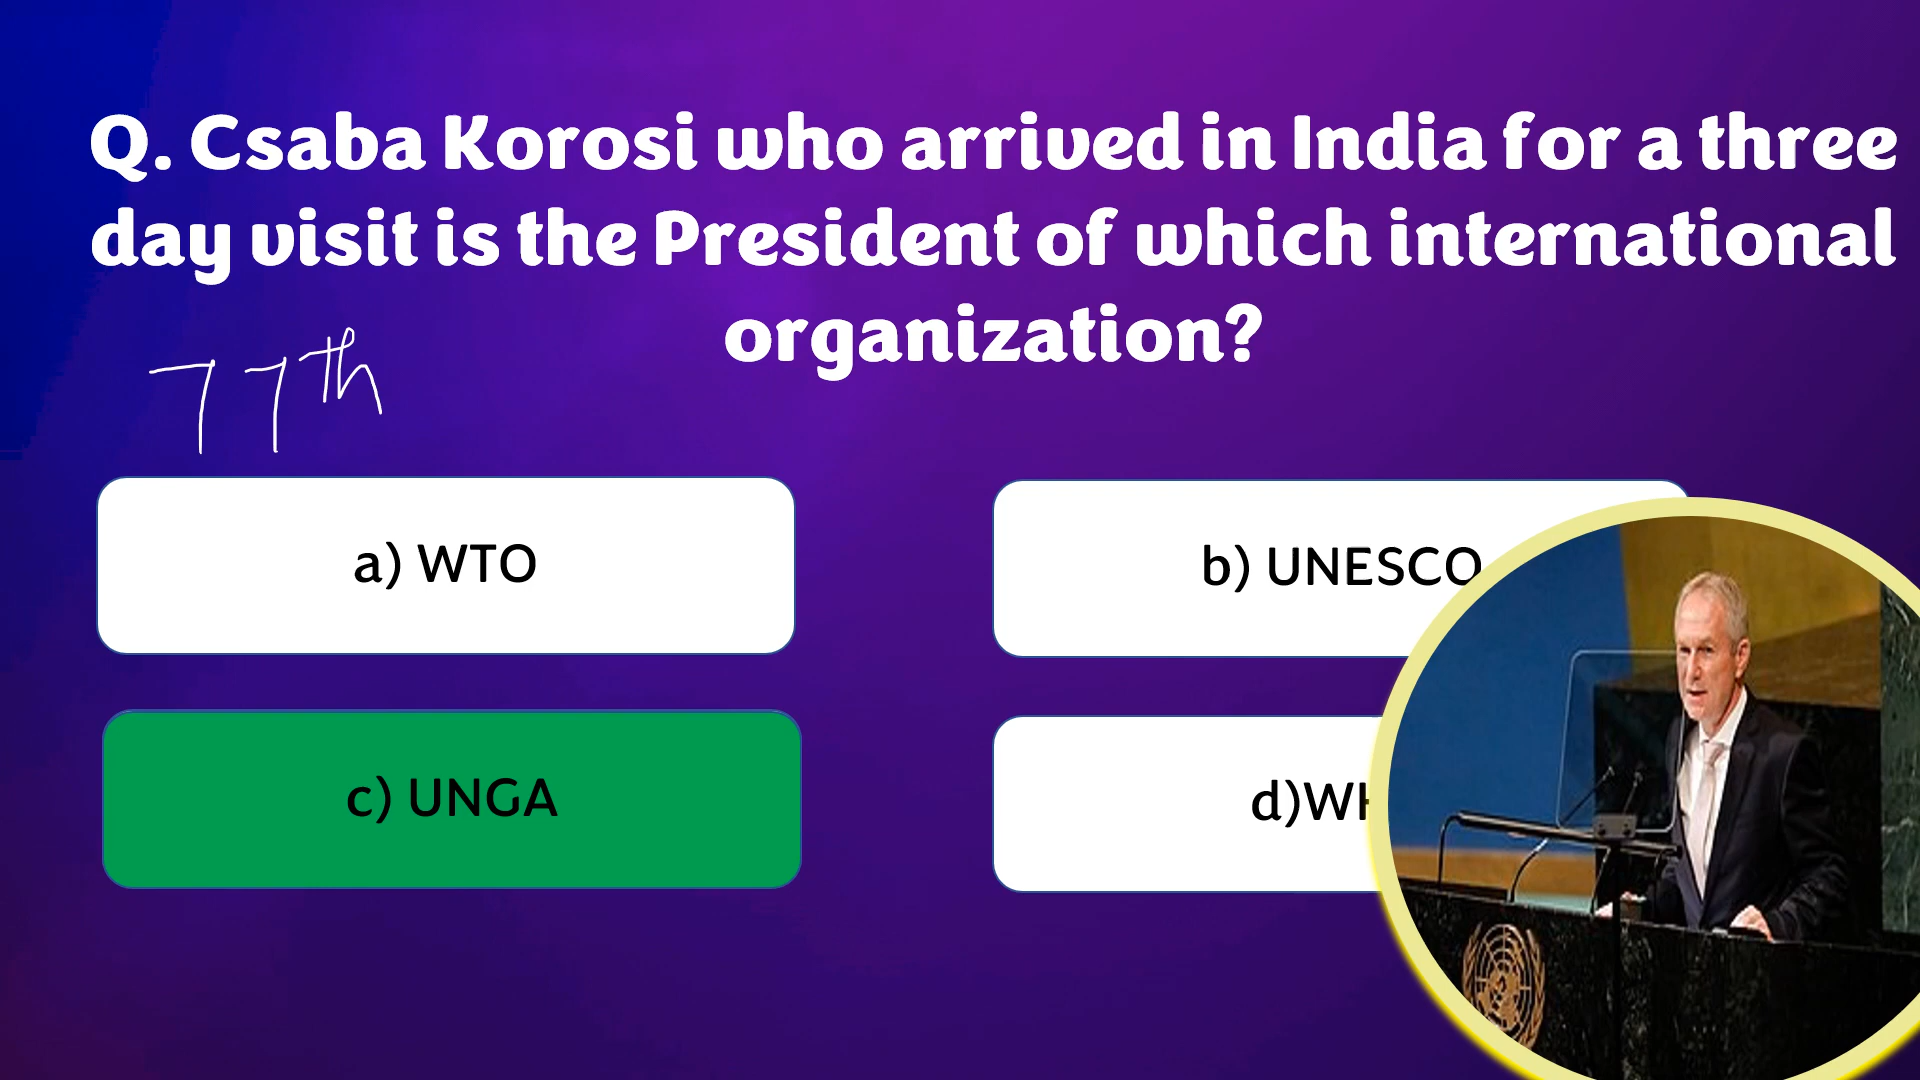 Q. Csaba Korosi who arrived in India for a three
day visit is the President of which international
organization?
77th
a) WTO
b) UNESCO
c) UNGA